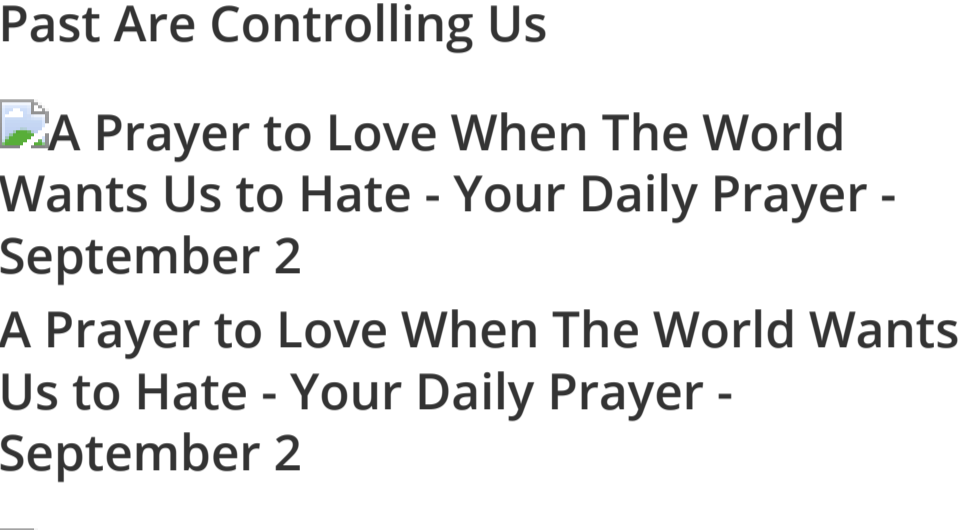 Past Are Controlling Us
A Prayer to Love When The World
Wants Us to Hate - Your Daily Prayer -
September 2
A Prayer to Love When The World Wants
Us to Hate - Your Daily Prayer -
September 2